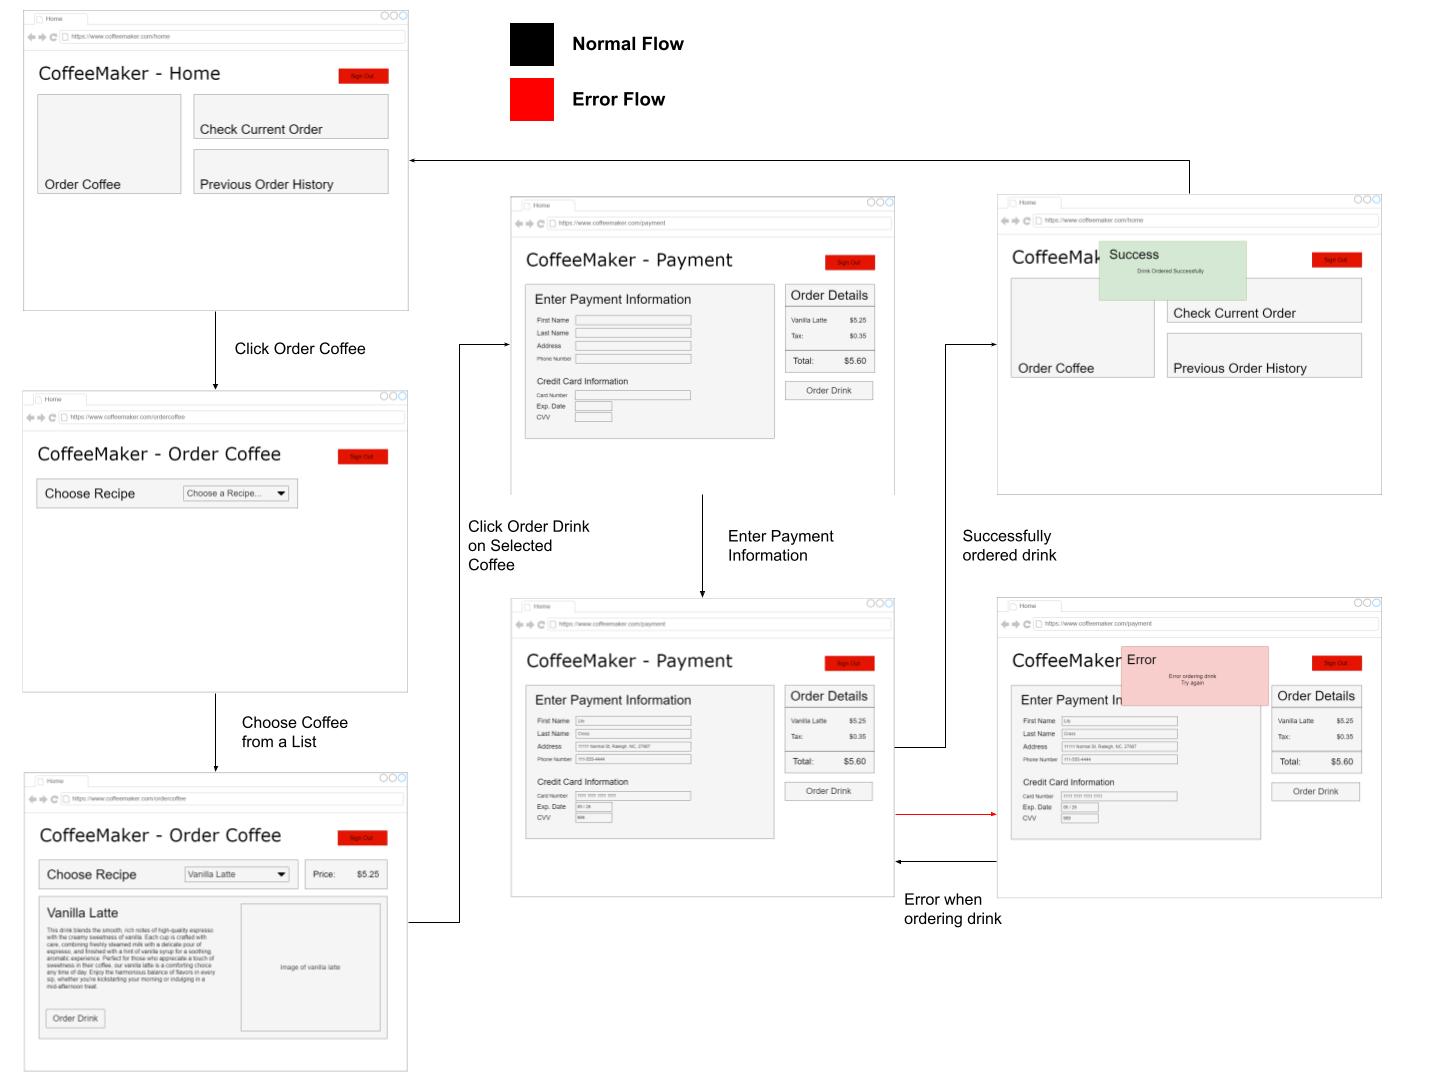 Home
https://www.coffeemaker.com/home
CoffeeMaker - Home
Sign Out
Order Coffee
Check Current Order
Previous Order History
Normal Flow
Error Flow
Click Order Coffee
Home
https://www.coffeemaker.com/ordercoffee
CoffeeMaker - Order Coffee
Sign Out
Choose Recipe
Choose a Recipe...
Choose Coffee
from a List
Home
https://www.coffeemaker.com/ordercoffee
CoffeeMaker - Order Coffee
Sign Out
Choose Recipe
Vanilla Latte
Price: $5.25
Vanilla Latte
This drink blends the smooth, rich notes of high-quality espresso
with the creamy sweetness of vanilla. Each cup is crafted with
care, combining freshly steamed milk with a delicate pour of
espresso, and finished with a hint of vanilla syrup for a soothing,
aromatic experience. Perfect for those who appreciate a touch of
sweetness in their coffee, our vanilla latte is a comforting choice
any time of day. Enjoy the harmonious balance of flavors in every
sip, whether you're kickstarting your morning or indulging in a
mid-afternoon treat.
Image of vanilla latte
Order Drink
Click Order Drink
on Selected
Coffee
Home
https://www.coffeemaker.com/payment
CoffeeMaker - Payment
Sign Out
Enter Payment Information
First Name
Last Name
Address
Phone Number
Credit Card Information
Card Number
Exp. Date
CVV
Order Details
Vanilla Latte $5.25
Tax: $0.35
Total: $5.60
Order Drink
Enter Payment
Information
Home
https://www.coffeemaker.com/payment
CoffeeMaker - Payment
Sign Out
Enter Payment Information
First Name Lily
Last Name
Address 11111 Normal St, Raleigh, NC, 27607
Phone Number 111-555-4444
Credit Card Information
Card Number 1111 1111 1111 1111
Exp. Date
CVV
Order Details
Vanilla Latte $5.25
Tax: $0.35
Total: $5.60
Order Drink
Successfully
ordered drink
Home
https://www.coffeemaker.com/home
CoffeeMak
Success
Drink Ordered Successfully
Sign Out
Order Coffee
Check Current Order
Previous Order History
Home
https://www.coffeemaker.com/payment
CoffeeMaker
Error
Error ordering drink
Try again
Sign Out
Enter Payment In
First Name Lily
Last Name
Address 11111 Normal St, Raleigh, NC, 27607
Phone Number 111-555-4444
Credit Card Information
Card Number 1111 1111 1111 1111
Exp. Date
CVV
Order Details
Vanilla Latte $5.25
Tax: $0.35
Total: $5.60
Order Drink
Error when
ordering drink